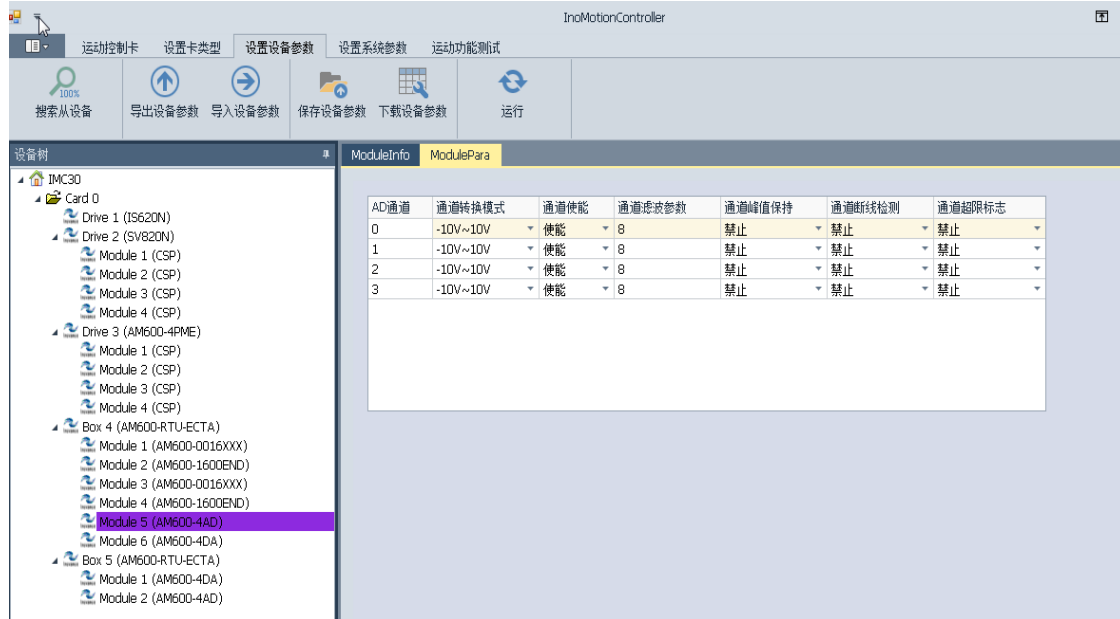 InoMotionController
运动控制卡 设置卡类型 设置设备参数 设置系统参数 运动功能测试
100%
搜索从设备 导出设备参数 导入设备参数 保存设备参数 下载设备参数 运行
设备树
ModuleInfo ModulePara
IMC30
Card 0
Drive 1 (IS620N)
Drive 2 (SV820N)
Module 1 (CSP)
Module 2 (CSP)
Module 3 (CSP)
Module 4 (CSP)
Drive 3 (AM600-4PME)
Module 1 (CSP)
Module 2 (CSP)
Module 3 (CSP)
Module 4 (CSP)
Box 4 (AM600-RTU-ECTA)
Module 1 (AM600-0016XXX)
Module 2 (AM600-1600END)
Module 3 (AM600-0016XXX)
Module 4 (AM600-1600END)
Module 5 (AM600-4AD)
Module 6 (AM600-4DA)
Box 5 (AM600-RTU-ECTA)
Module 1 (AM600-4DA)
Module 2 (AM600-4AD)
AD通道 通道转换模式 通道使能 通道滤波参数 通道峰值保持 通道断线检测 通道超限标志
0 -10V~10V 使能 8 禁止 禁止 禁止
1 -10V~10V 使能 8 禁止 禁止 禁止
2 -10V~10V 使能 8 禁止 禁止 禁止
3 -10V~10V 使能 8 禁止 禁止 禁止